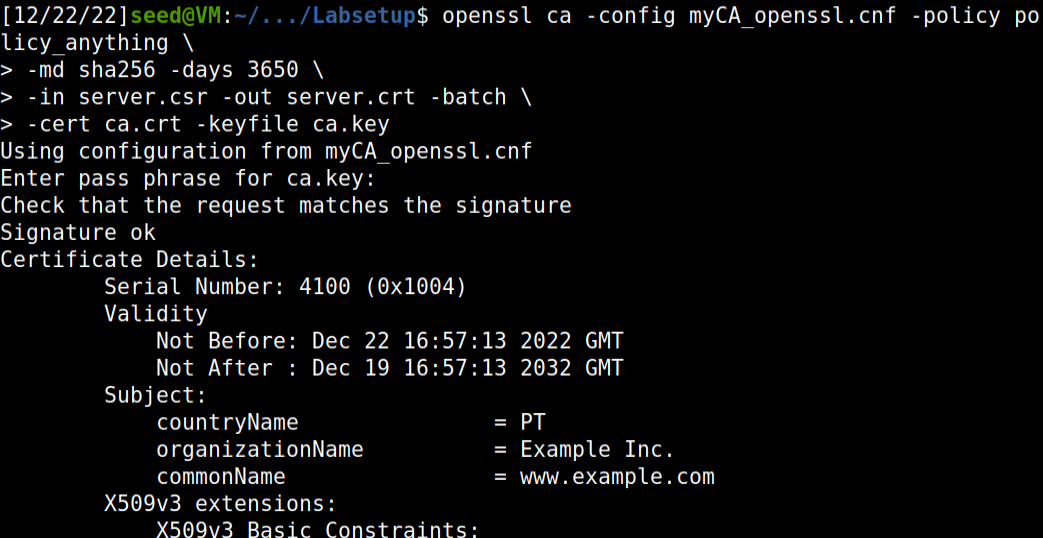 [12/22/22]seed@VM:~/.../Labsetup$ openssl ca -config myCA_openssl.cnf -policy po
licy_anything \
> -md sha256 -days 3650 \
> -in server.csr -out server.crt -batch \
> -cert ca.crt -keyfile ca.key
Using configuration from myCA_openssl.cnf
Enter pass phrase for ca.key:
Check that the request matches the signature
Signature ok
Certificate Details:
        Serial Number: 4100 (0x1004)
        Validity
            Not Before: Dec 22 16:57:13 2022 GMT
            Not After : Dec 19 16:57:13 2032 GMT
        Subject:
            countryName               = PT
            organizationName          = Example Inc.
            commonName                = www.example.com
        X509v3 extensions:
            X509v3 Basic Constraints: